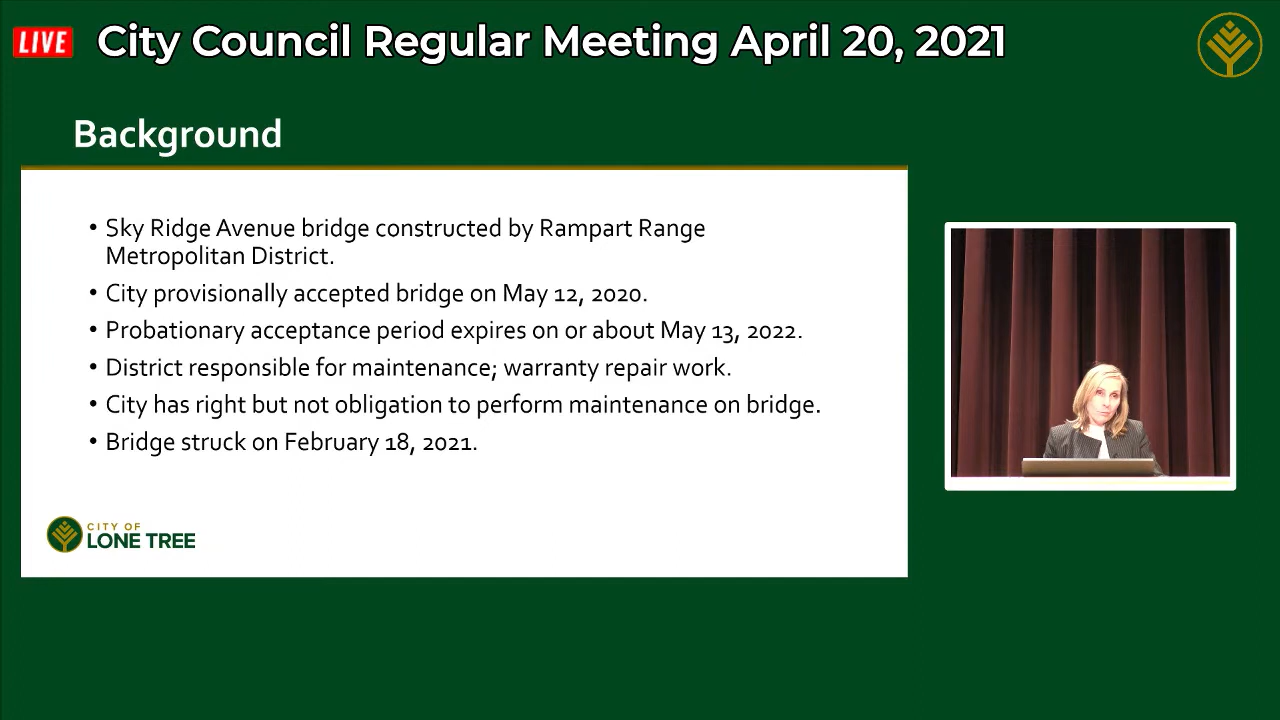 LIVE City Council Regular Meeting April 20, 2021
Background
• Sky Ridge Avenue bridge constructed by Rampart Range
Metropolitan District.
• City provisionally accepted bridge on May 12, 2020.
• Probationary acceptance period expires on or about May 13, 2022.
• District responsible for maintenance; warranty repair work.
• City has right but not obligation to perform maintenance on bridge.
• Bridge struck on February 18, 2021.
CITY OF
LONE TREE